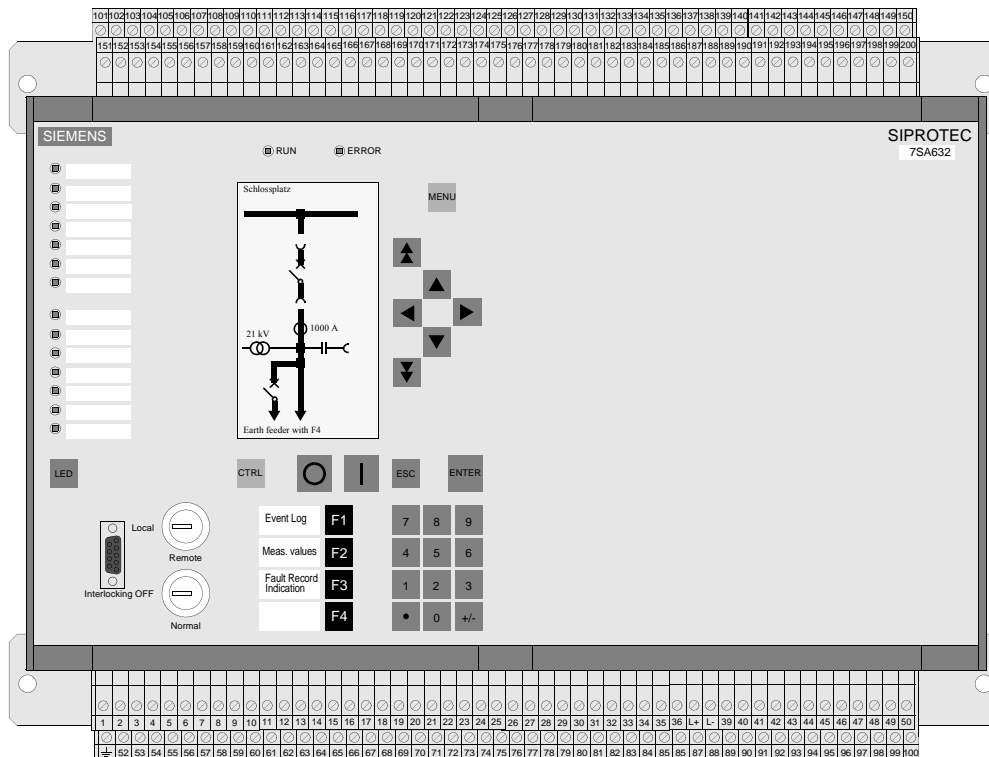 101 102 103 104 105 106 107 108 109 110 111 112 113 114 115 116 117 118 119 120 121 122 123 124 125 126 127 128 129 130 131 132 133 134 135 136 137 138 139 140 141 142 143 144 145 146 147 148 149 150
151 152 153 154 155 156 157 158 159 160 161 162 163 164 165 166 167 168 169 170 171 172 173 174 175 176 177 178 179 180 181 182 183 184 185 186 187 188 189 190 191 192 193 194 195 196 197 198 199 200
SIEMENS
SIPROTEC
7SA632
RUN
ERROR
Schlossplatz
MENU
21 kV
1000 A
Earth feeder with F4
LED
CTRL
ESC
ENTER
Local
Remote
Interlocking OFF
Normal
Event Log F1
Meas. values F2
Fault Record
Indication F3
F4
7 8 9
4 5 6
1 2 3
• 0 +/-
1 2 3 4 5 6 7 8 9 10 11 12 13 14 15 16 17 18 19 20 21 22 23 24 25 26 27 28 29 30 31 32 33 34 35 36 L+ L- 39 40 41 42 43 44 45 46 47 48 49 50
52 53 54 55 56 57 58 59 60 61 62 63 64 65 66 67 68 69 70 71 72 73 74 75 76 77 78 79 80 81 82 83 84 85 85 87 88 89 90 91 92 93 94 95 96 97 98 99 100